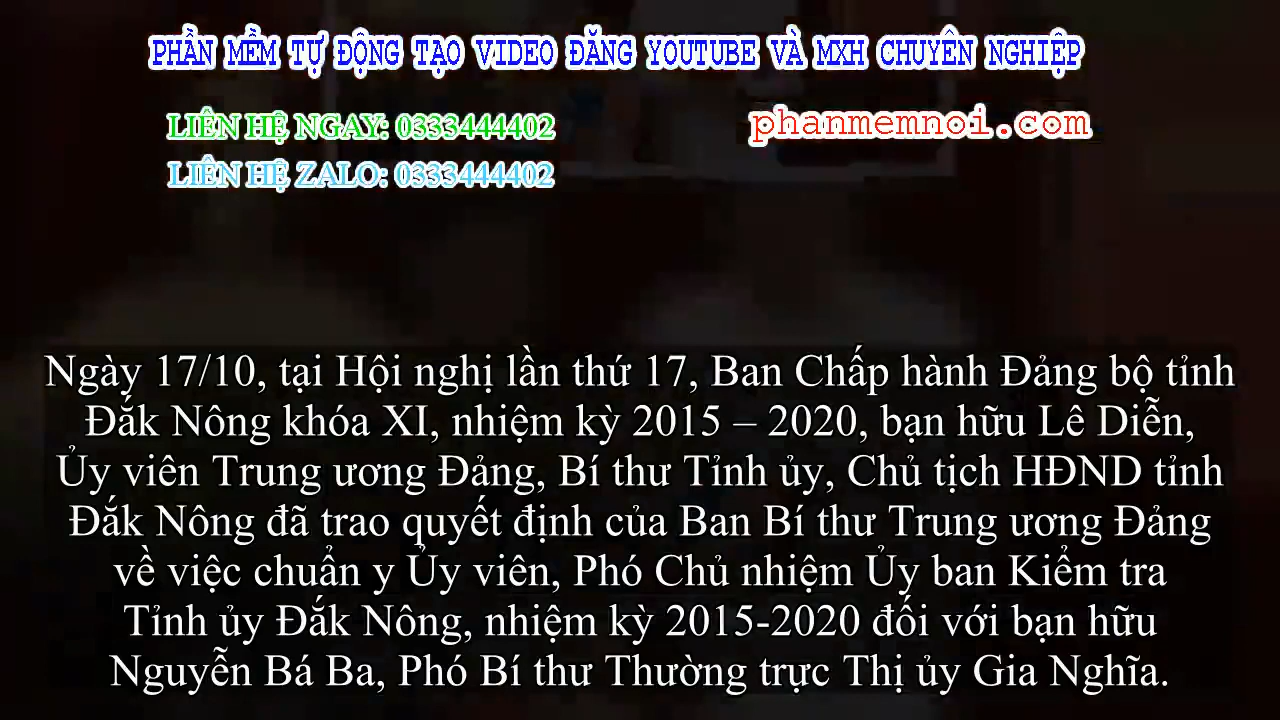 PHẦN MỀM TỰ ĐỘNG TẠO VIDEO ĐĂNG YOUTUBE VÀ MXH CHUYÊN NGHIỆP
LIÊN HỆ NGAY: 0333444402
phanmemnoi.com
LIÊN HỆ ZALO: 0333444402
Ngày 17/10, tại Hội nghị lần thứ 17, Ban Chấp hành Đảng bộ tỉnh
Đắk Nông khóa XI, nhiệm kỳ 2015 – 2020, bạn hữu Lê Diễn,
Ủy viên Trung ương Đảng, Bí thư Tỉnh ủy, Chủ tịch HĐND tỉnh
Đắk Nông đã trao quyết định của Ban Bí thư Trung ương Đảng
về việc chuẩn y Ủy viên, Phó Chủ nhiệm Ủy ban Kiểm tra
Tỉnh ủy Đắk Nông, nhiệm kỳ 2015-2020 đối với bạn hữu
Nguyễn Bá Ba, Phó Bí thư Thường trực Thị ủy Gia Nghĩa.